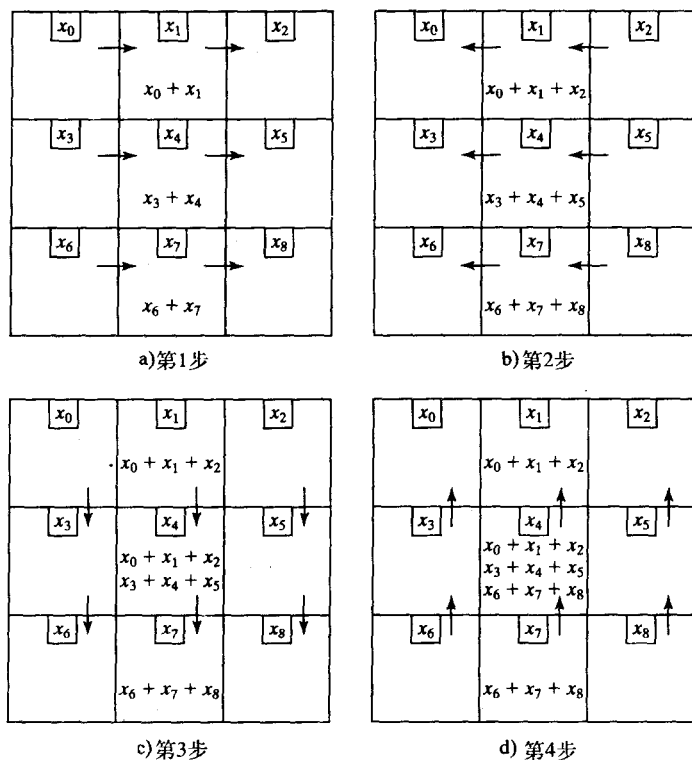 x₀ x₁ x₂
x₀ + x₁
x₃ x₄ x₅
x₃ + x₄
x₆ x₇ x₈
x₆ + x₇
a)第1步
x₀ x₁ x₂
x₀ + x₁ + x₂
x₃ x₄ x₅
x₃ + x₄ + x₅
x₆ x₇ x₈
x₆ + x₇ + x₈
b)第2步
x₀ x₁ x₂
x₀ + x₁ + x₂
x₃ x₄ x₅
x₀ + x₁ + x₂
x₃ + x₄ + x₅
x₆ x₇ x₈
x₆ + x₇ + x₈
c)第3步
x₀ x₁ x₂
x₀ + x₁ + x₂
x₃ x₄ x₅
x₀ + x₁ + x₂
x₃ + x₄ + x₅
x₆ + x₇ + x₈
x₆ x₇ x₈
x₆ + x₇ + x₈
d)第4步